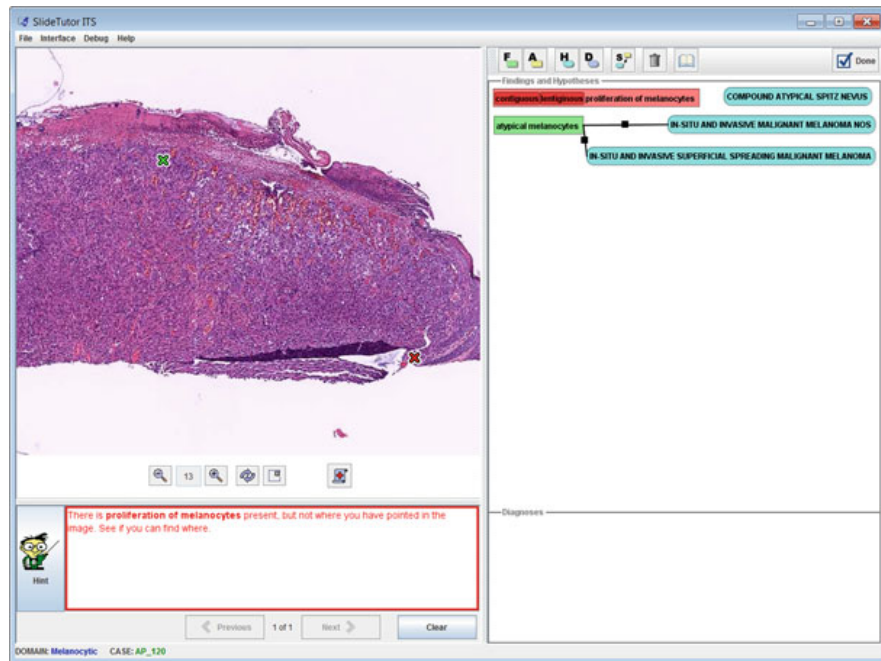 SlideTutor ITS
File Interface Debug Help
F A H D S Done
Findings and Hypotheses
contiguous lentiginous proliferation of melanocytes
COMPOUND ATYPICAL SPITZ NEVUS
atypical melanocytes
IN-SITU AND INVASIVE MALIGNANT MELANOMA NOS
IN-SITU AND INVASIVE SUPERFICIAL SPREADING MALIGNANT MELANOMA
13
There is proliferation of melanocytes present, but not where you have pointed in the
image. See if you can find where.
Hint
Previous 1 of 1 Next Clear
Diagnoses
DOMAIN: Melanocytic CASE: AP_120